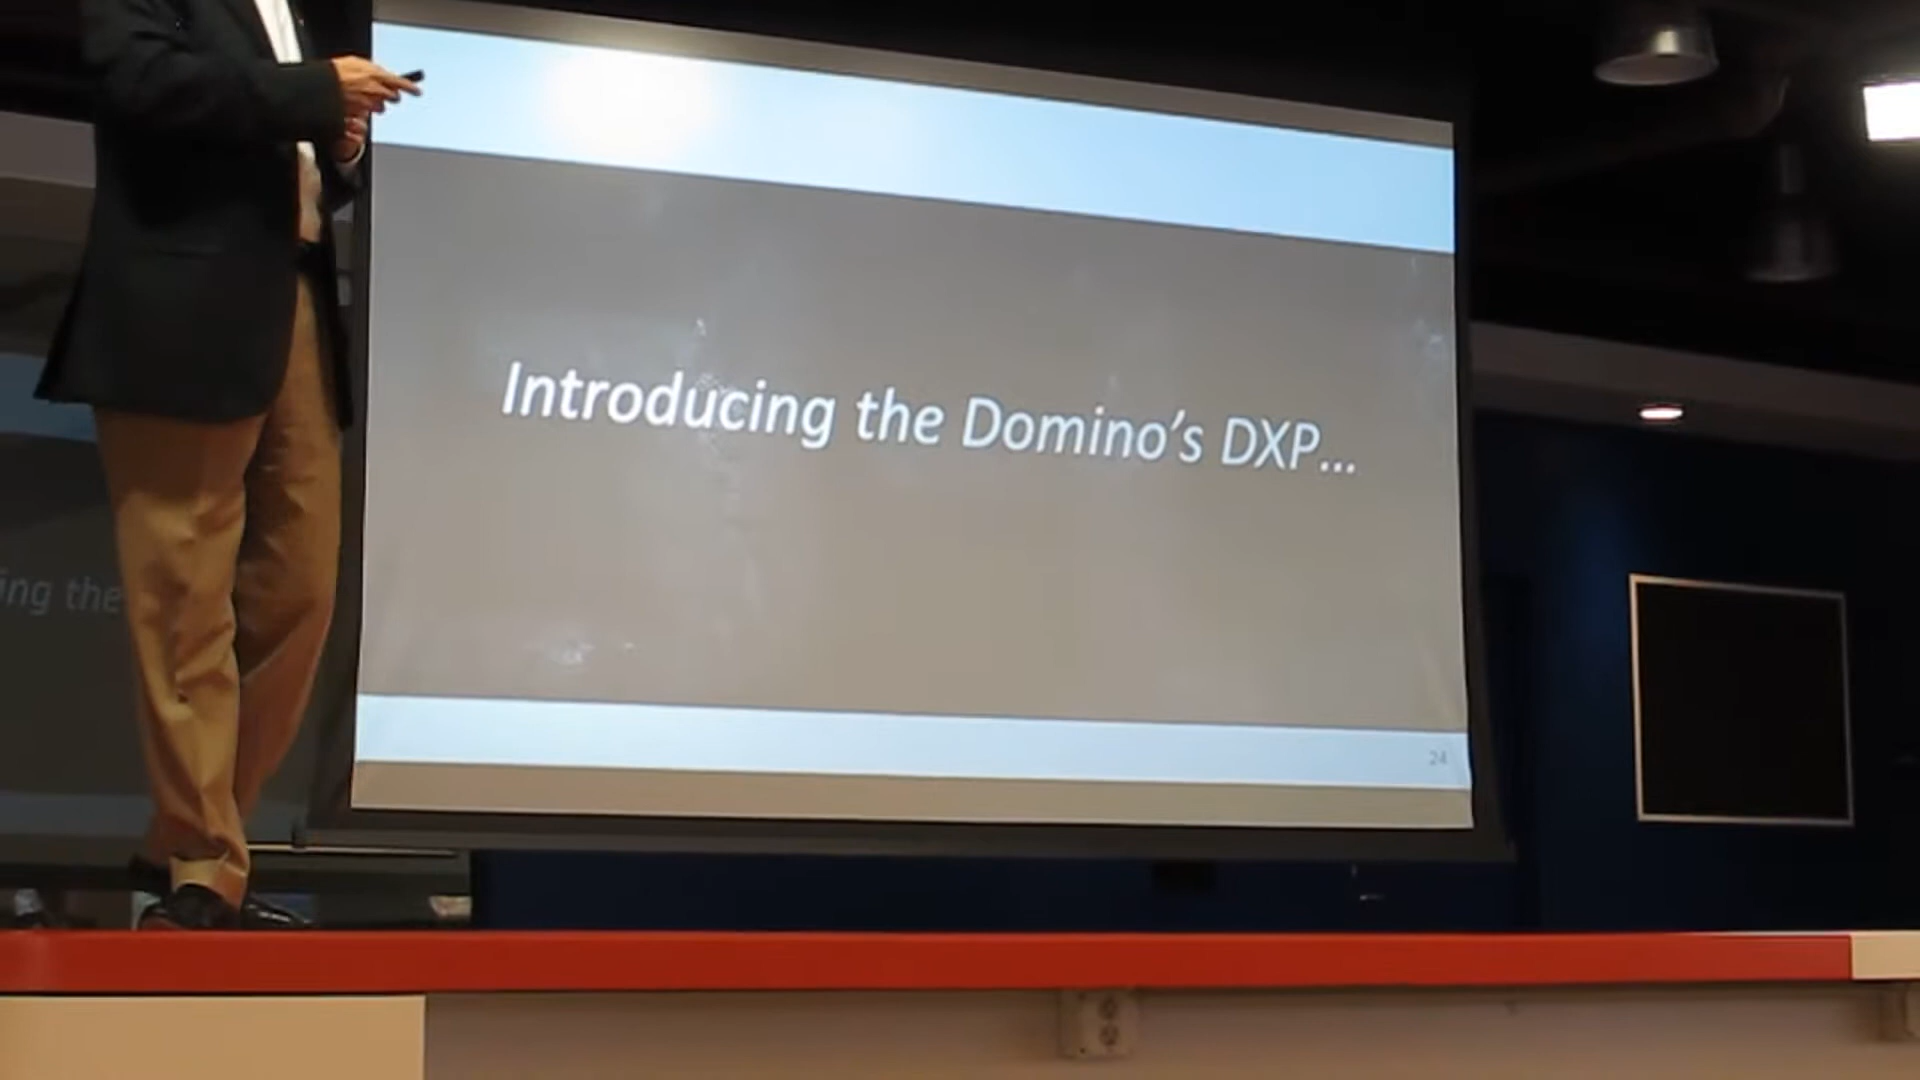 Introducing the Domino's DXP...
24
ing the